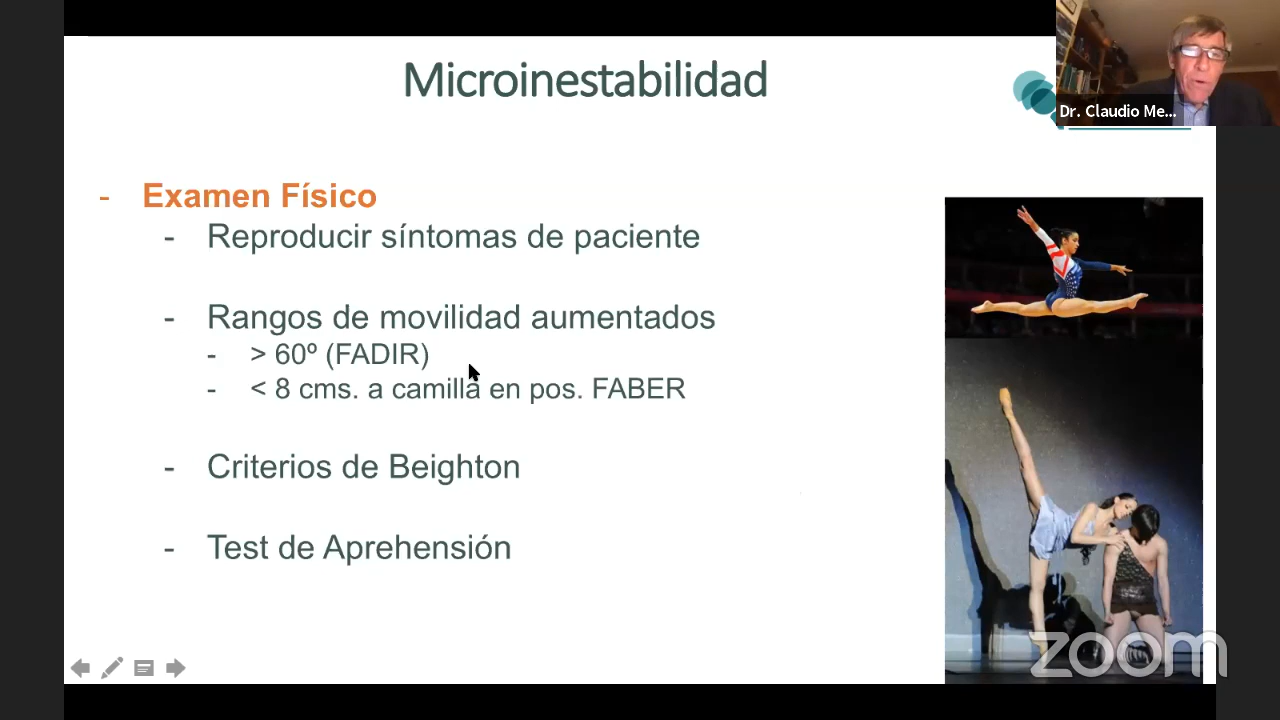 Microinestabilidad
Dr. Claudio Me...
- Examen Físico
- Reproducir síntomas de paciente
- Rangos de movilidad aumentados
- > 60º (FADIR)
- < 8 cms. a camilla en pos. FABER
- Criterios de Beighton
- Test de Aprehensión
zoom